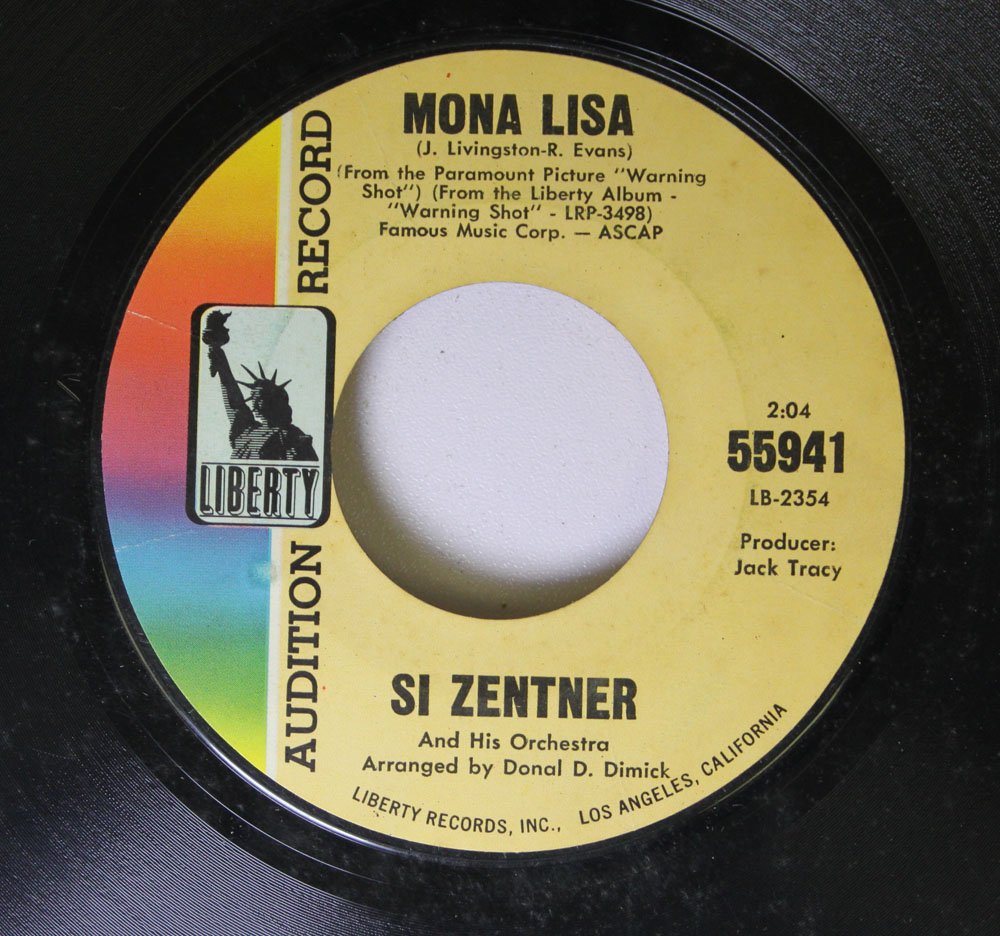 MONA LISA
(J. Livingston-R. Evans)
(From the Paramount Picture "Warning
Shot") (From the Liberty Album -
"Warning Shot" - LRP-3498)
Famous Music Corp. — ASCAP
AUDITION RECORD
LIBERTY
2:04
55941
LB-2354
Producer:
Jack Tracy
SI ZENTNER
And His Orchestra
Arranged by Donal D. Dimick
LIBERTY RECORDS, INC., LOS ANGELES, CALIFORNIA